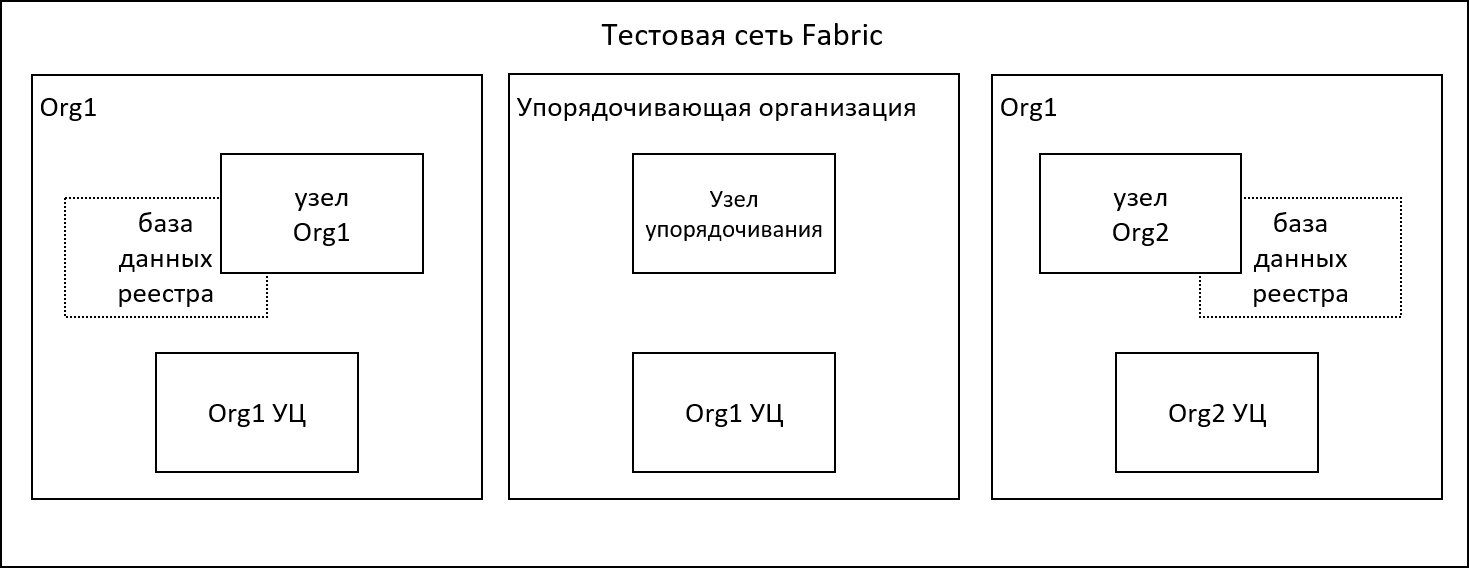 Тестовая сеть Fabric
Org1
узел
Org1
база
данных
реестра
Org1 УЦ
Упорядочивающая организация
Узел
упорядочивания
Org1 УЦ
Org1
узел
Org2
база
данных
реестра
Org2 УЦ